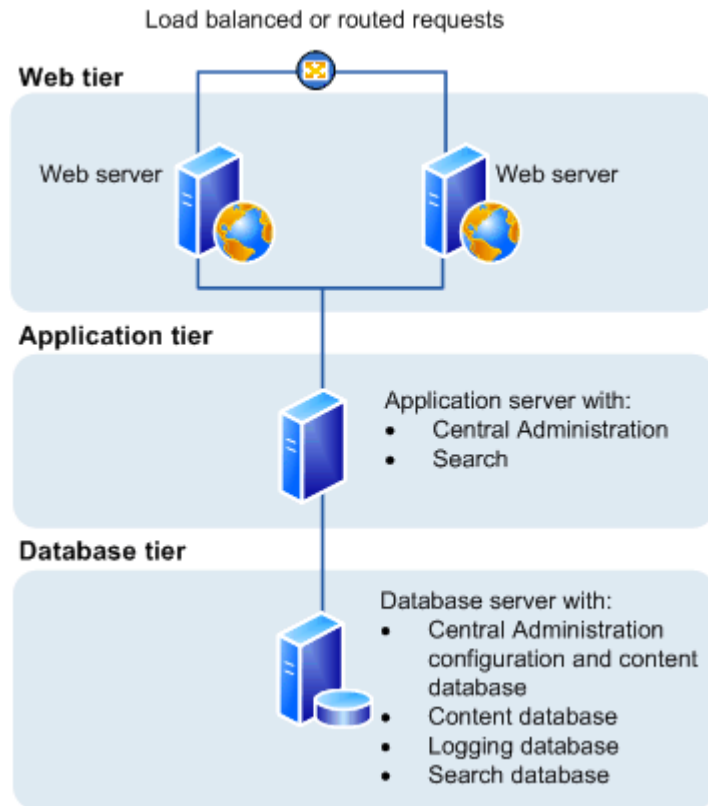 Load balanced or routed requests
Web tier
Web server
Web server
Application tier
Application server with:
• Central Administration
• Search
Database tier
Database server with:
• Central Administration
configuration and content
database
• Content database
• Logging database
• Search database